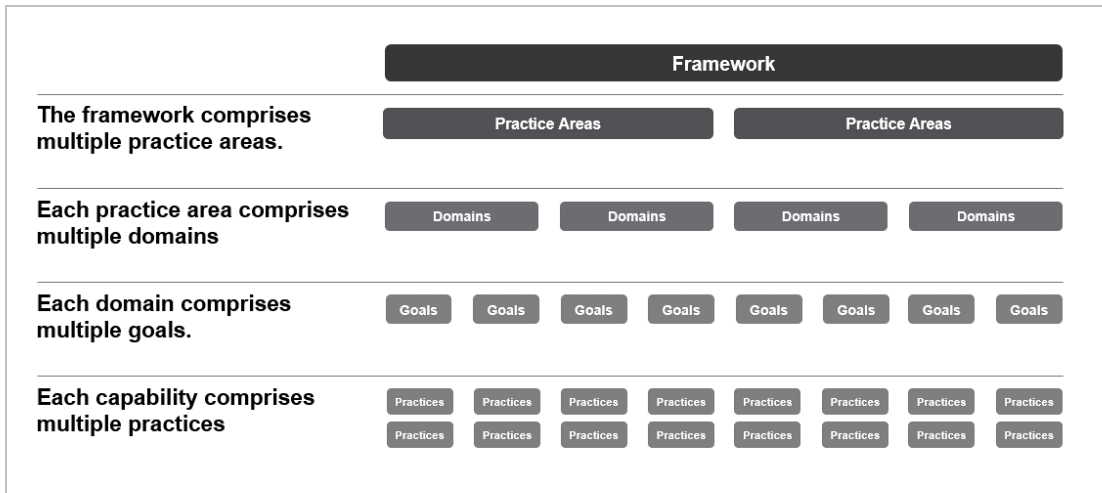 Framework
The framework comprises
multiple practice areas.
Practice Areas Practice Areas
Each practice area comprises
multiple domains
Domains Domains Domains Domains
Each domain comprises
multiple goals.
Goals Goals Goals Goals Goals Goals Goals Goals
Each capability comprises
multiple practices
Practices Practices Practices Practices Practices Practices Practices Practices
Practices Practices Practices Practices Practices Practices Practices Practices